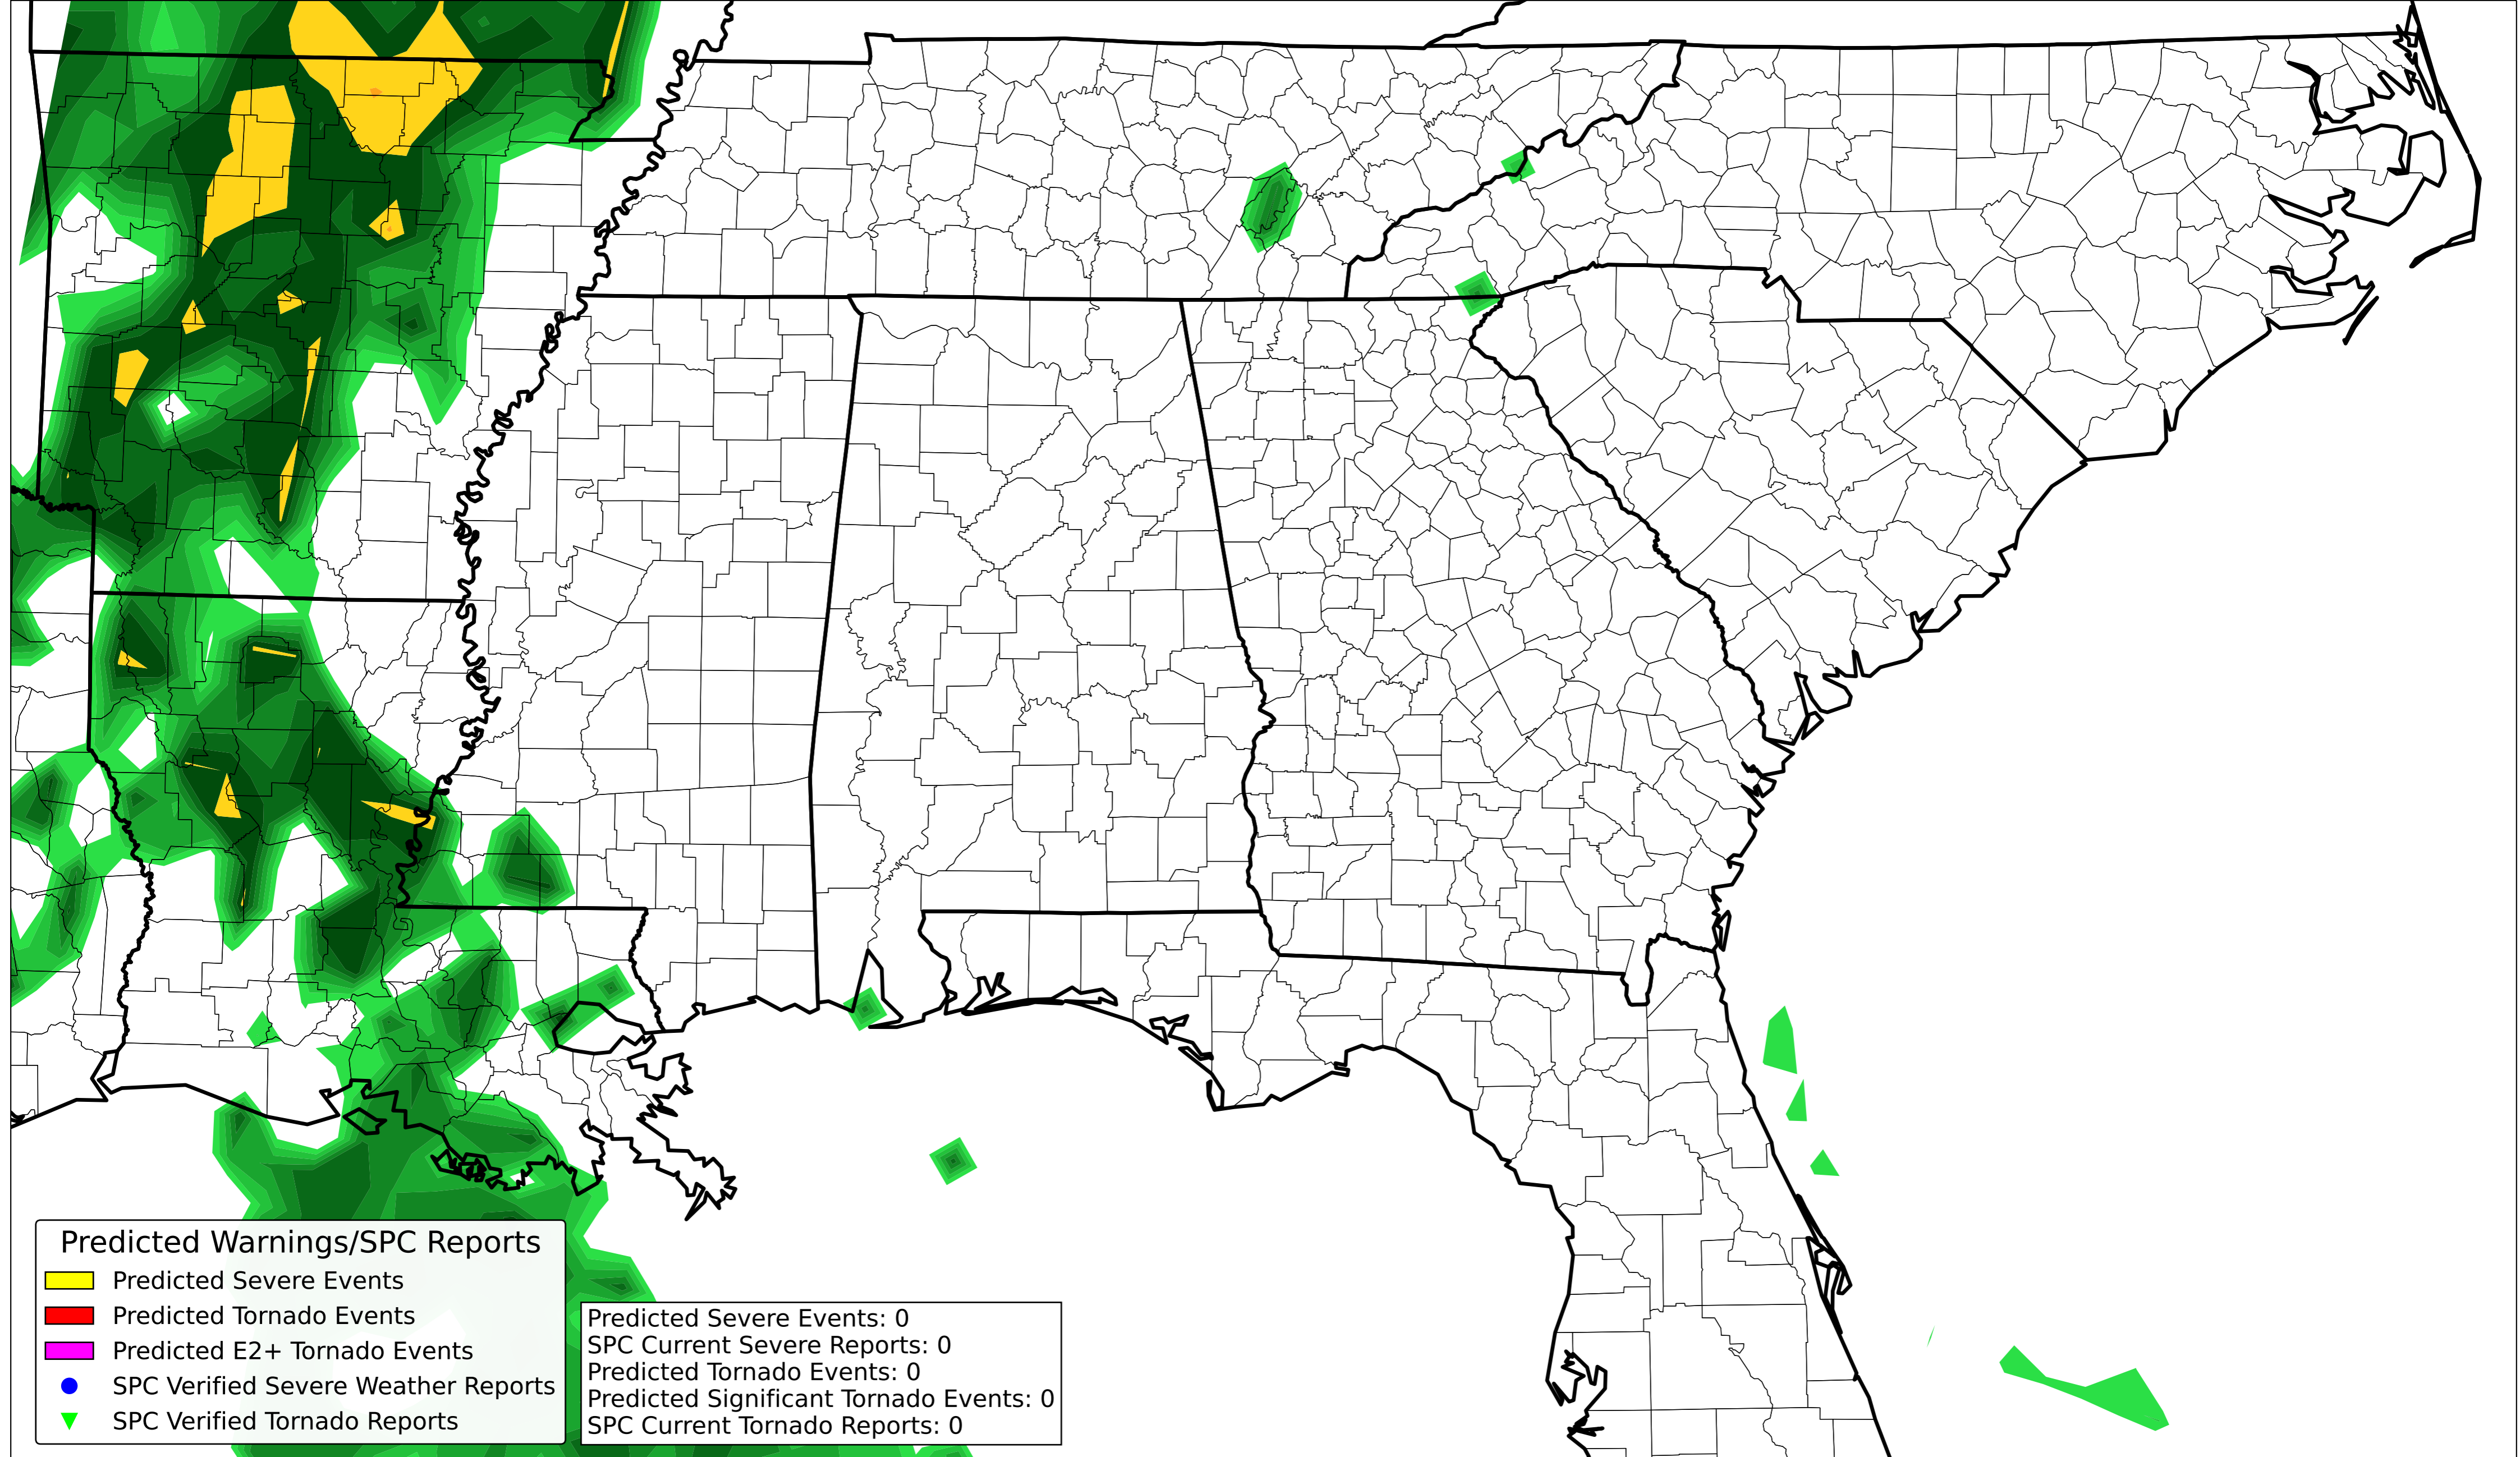 Predicted Warnings/SPC Reports
Predicted Severe Events
Predicted Tornado Events
Predicted E2+ Tornado Events
SPC Verified Severe Weather Reports
SPC Verified Tornado Reports
Predicted Severe Events: 0
SPC Current Severe Reports: 0
Predicted Tornado Events: 0
Predicted Significant Tornado Events: 0
SPC Current Tornado Reports: 0